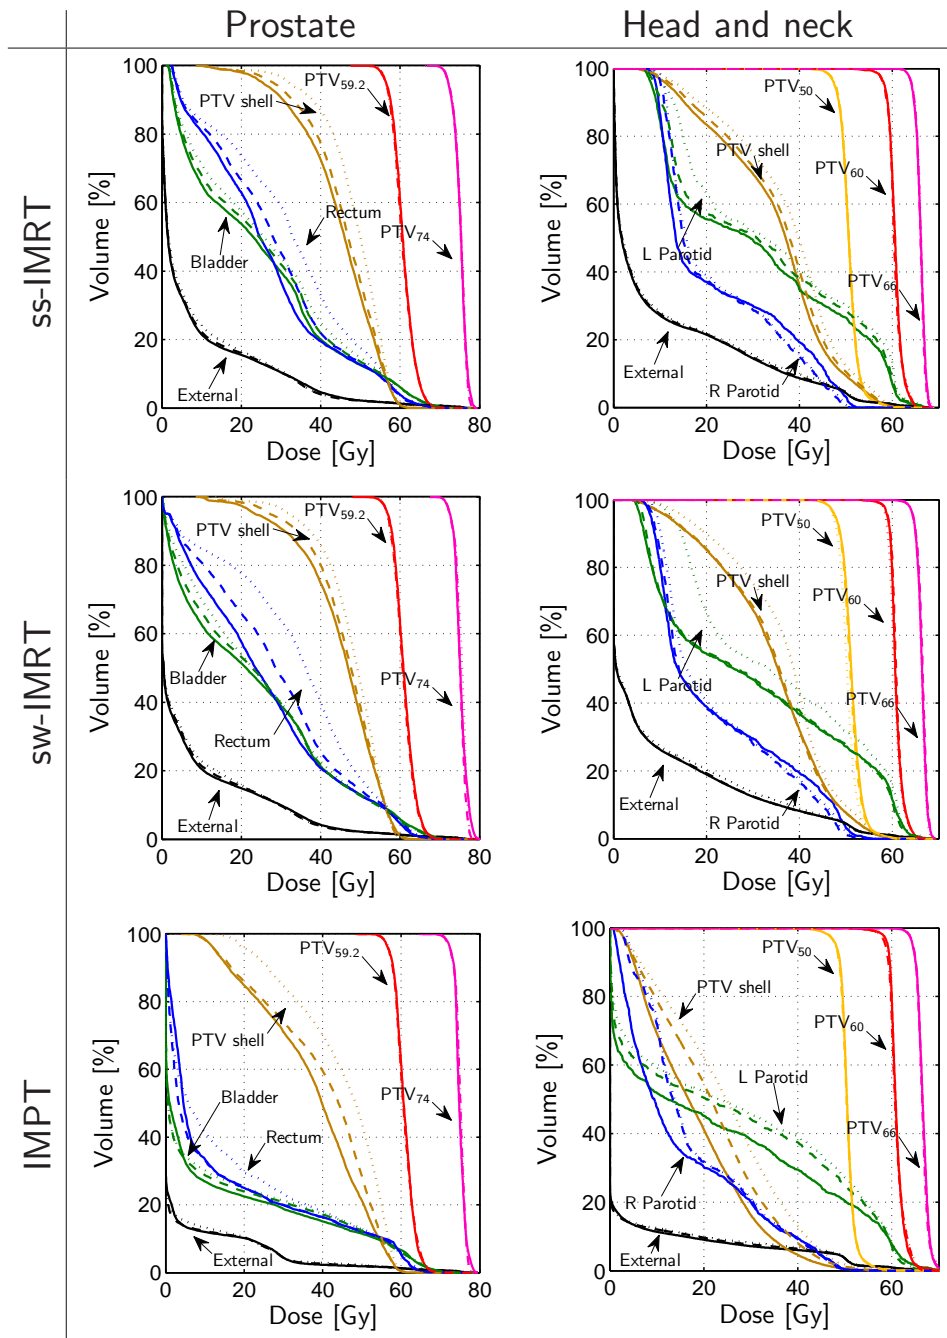 Prostate Head and neck
ss-IMRT
Volume [%]
100
80
60
40
20
0
0 20 40 60 80
Dose [Gy]
PTV59.2
PTV shell
Rectum
PTV74
Bladder
External
Volume [%]
100
80
60
40
20
0
0 20 40 60
Dose [Gy]
PTV50
PTV shell
PTV60
L Parotid
PTV66
External
R Parotid
sw-IMRT
Volume [%]
100
80
60
40
20
0
0 20 40 60 80
Dose [Gy]
PTV59.2
PTV shell
Bladder
PTV74
Rectum
External
Volume [%]
100
80
60
40
20
0
0 20 40 60
Dose [Gy]
PTV50
PTV shell
PTV60
L Parotid
PTV66
External
R Parotid
IMPT
Volume [%]
100
80
60
40
20
0
0 20 40 60 80
Dose [Gy]
PTV59.2
PTV shell
Bladder
PTV74
Rectum
External
Volume [%]
100
80
60
40
20
0
0 20 40 60
Dose [Gy]
PTV50
PTV shell
PTV60
L Parotid
PTV66
R Parotid
External